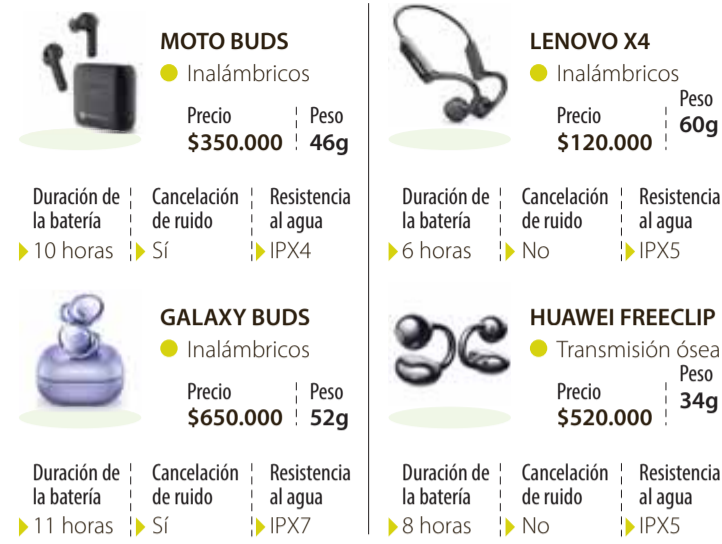 MOTO BUDS
Inalámbricos
Precio
$350.000
Peso
46g
Duración de
la batería
10 horas
Cancelación
de ruido
Sí
Resistencia
al agua
IPX4
LENOVO X4
Inalámbricos
Precio
$120.000
Peso
60g
Duración de
la batería
6 horas
Cancelación
de ruido
No
Resistencia
al agua
IPX5
GALAXY BUDS
Inalámbricos
Precio
$650.000
Peso
52g
Duración de
la batería
11 horas
Cancelación
de ruido
Sí
Resistencia
al agua
IPX7
HUAWEI FREECLIP
Transmisión ósea
Precio
$520.000
Peso
34g
Duración de
la batería
8 horas
Cancelación
de ruido
No
Resistencia
al agua
IPX5